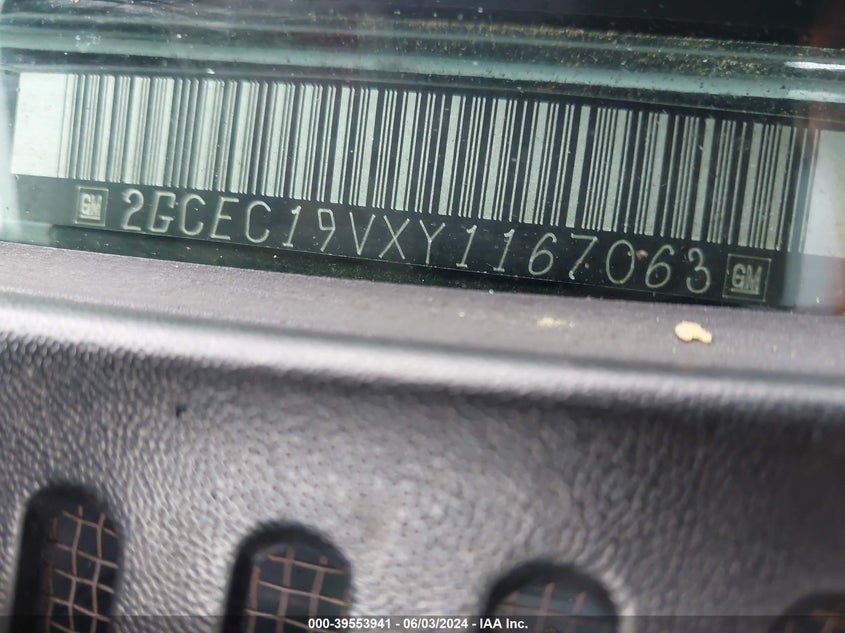 GM 2GCEC19VXY1167063 GM
000-39553941 - 06/03/2024 - IAA Inc.